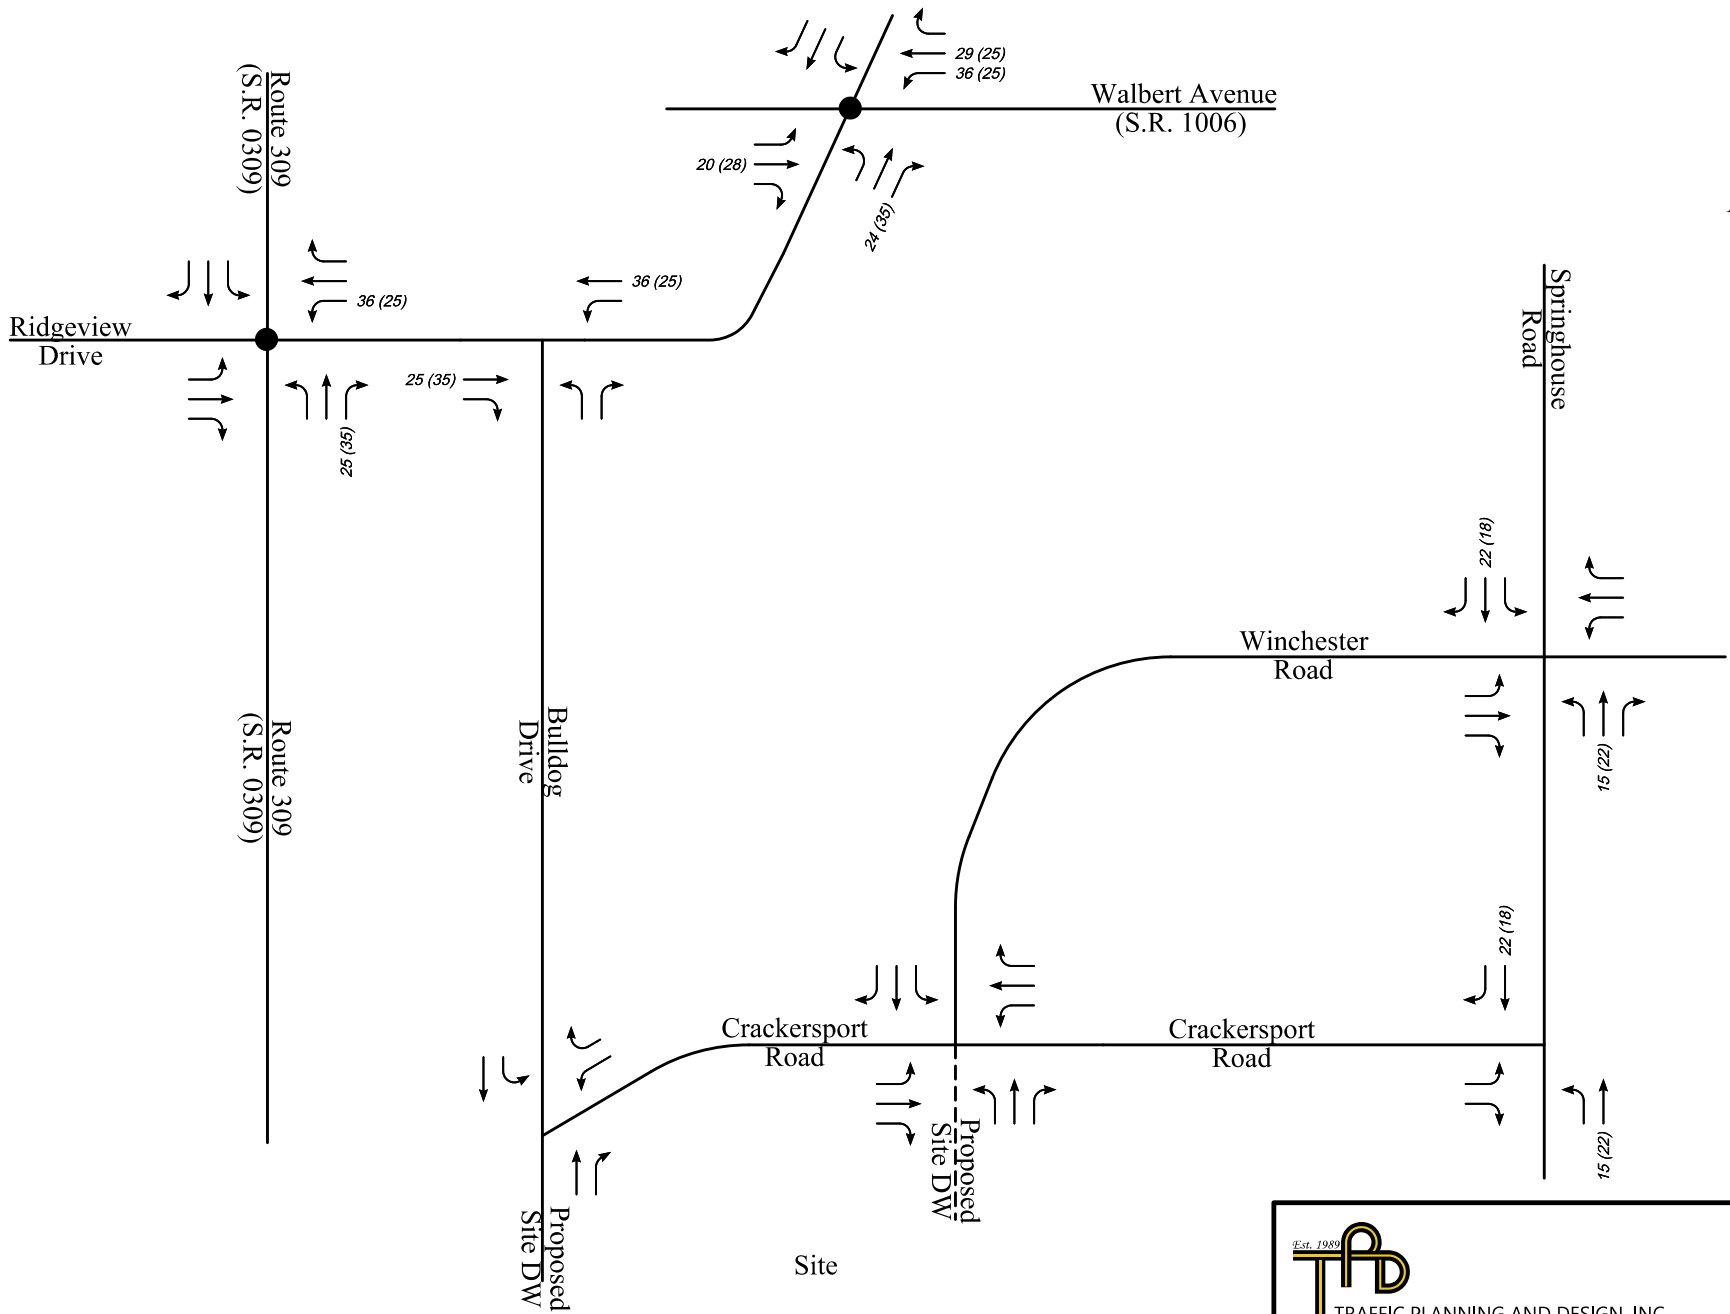 29 (25)
36 (25)
Walbert Avenue
(S.R. 1006)
20 (28)
24 (35)
Route 309
(S.R. 0309)
36 (25)
36 (25)
Ridgeview
Drive
25 (35)
25 (35)
Springhouse
Road
22 (18)
Winchester
Road
15 (22)
Route 309
(S.R. 0309)
Bulldog
Drive
22 (18)
Crackersport
Road
Crackersport
Road
15 (22)
Proposed
Site DW
Proposed
Site DW
Site
Est. 1989
TPD
TRAFFIC PLANNING AND DESIGN, INC.